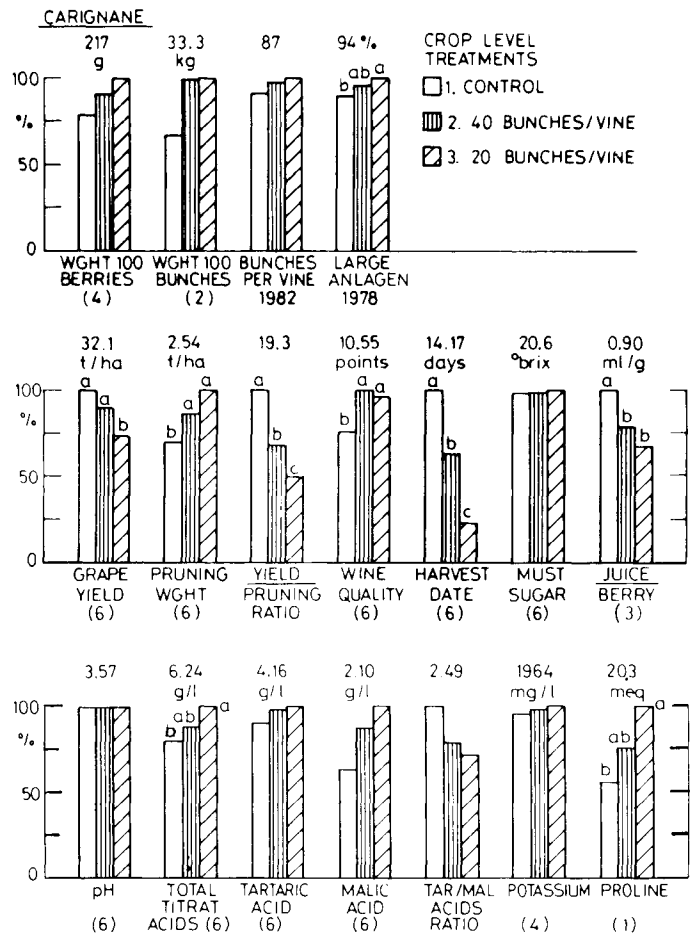 CARIGNANE
217 33.3 87 94 %
g kg
CROP LEVEL
TREATMENTS
1. CONTROL
2. 40 BUNCHES/VINE
3. 20 BUNCHES/VINE
100
%
50
0
b ab a
WGHT 100 WGHT 100 BUNCHES LARGE
BERRIES BUNCHES PER VINE ANLAGEN
(4) (2) 1982 1978
32.1 2.54 19.3 10.55 14.17 20.6 0.90
t/ha t/ha points days °brix ml/g
100
%
50
0
a a b
b a a
a b c
b a a
a b c
a b b
GRAPE PRUNING YIELD WINE HARVEST MUST JUICE
YIELD WGHT PRUNING QUALITY DATE SUGAR BERRY
(6) (6) RATIO (6) (6) (6) (3)
3.57 6.24 4.16 2.10 2.49 1964 20.3
g/l g/l g/l mg/l meq
100
%
50
0
b ab a
b ab a
pH TOTAL TARTARIC MALIC TAR/MAL POTASSIUM PROLINE
TITRAT ACID ACID ACIDS
(6) ACIDS (6) (6) (6) RATIO (4) (1)